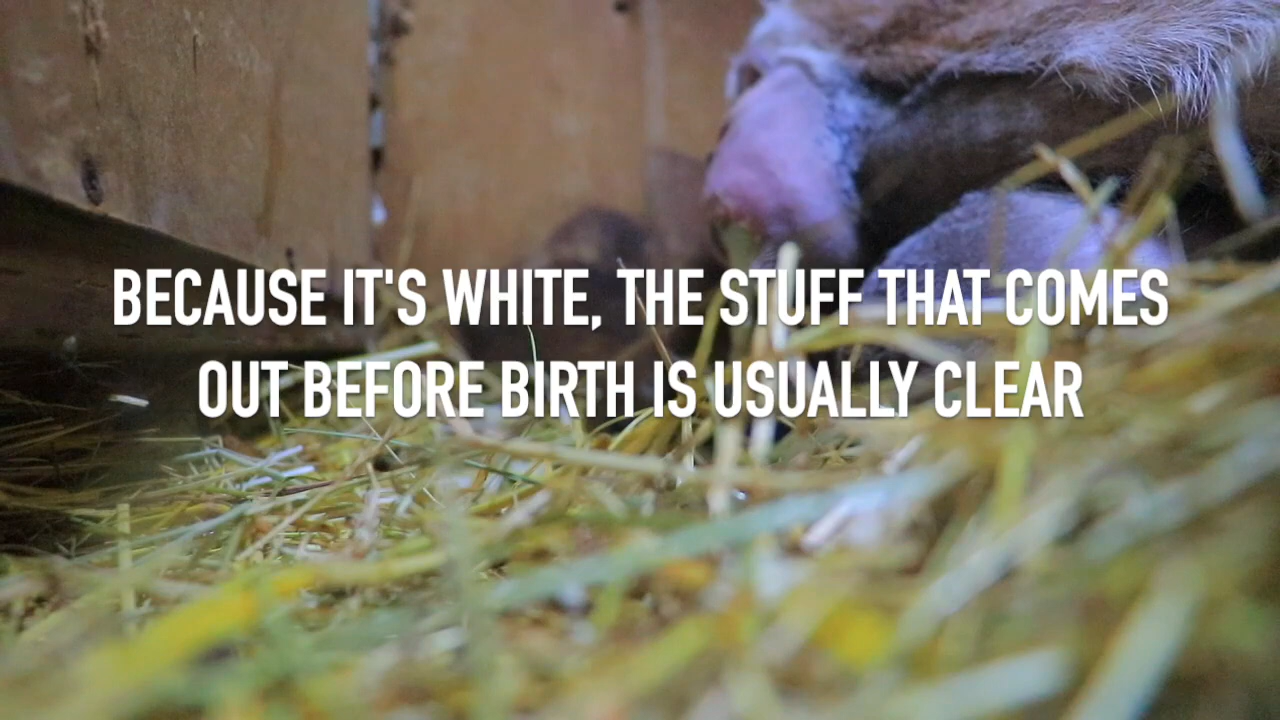 BECAUSE IT'S WHITE, THE STUFF THAT COMES
OUT BEFORE BIRTH IS USUALLY CLEAR